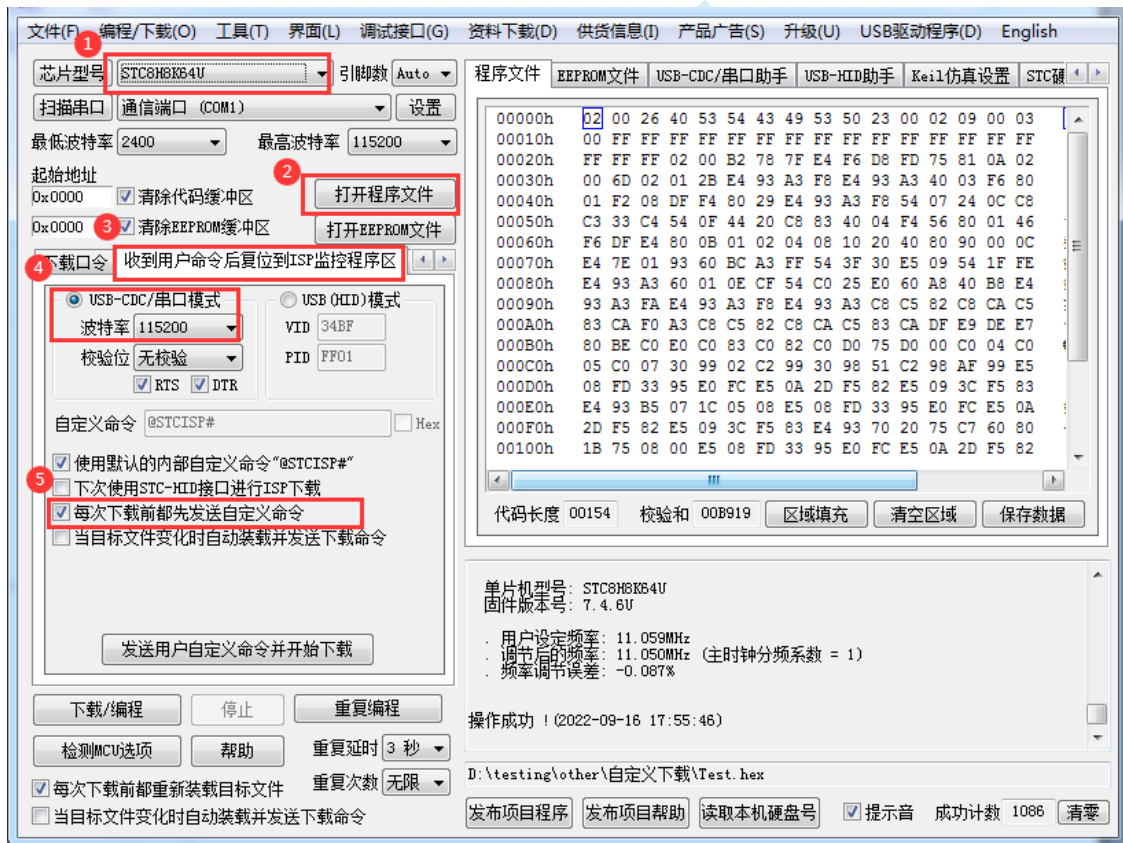 文件(F) 编程/下载(O) 工具(T) 界面(L) 调试接口(G) 资料下载(D) 供货信息(I) 产品广告(S) 升级(U) USB驱动程序(D) English
1
芯片型号 STC8H8K64U 引脚数 Auto
扫描串口 通信端口 (COM1) 设置
最低波特率 2400 最高波特率 115200
起始地址
2
0x0000 清除代码缓冲区 打开程序文件
0x0000 3 清除EEPROM缓冲区 打开EEPROM文件
4 下载口令 收到用户命令后复位到ISP监控程序区
USB-CDC/串口模式 USB(HID)模式
波特率 115200 VID 34BF
校验位 无校验 PID FF01
RTS DTR
自定义命令 @STCISP# Hex
使用默认的内部自定义命令"@STCISP#"
5
下次使用STC-HID接口进行ISP下载
每次下载前都先发送自定义命令
当目标文件变化时自动装载并发送下载命令
发送用户自定义命令并开始下载
下载/编程 停止 重复编程
检测MCU选项 帮助 重复延时 3 秒
每次下载前都重新装载目标文件 重复次数 无限
当目标文件变化时自动装载并发送下载命令
程序文件 EEPROM文件 USB-CDC/串口助手 USB-HID助手 Keil仿真设置 STC
00000h 02 00 26 40 53 54 43 49 53 50 23 00 02 09 00 03
00010h 00 FF FF FF FF FF FF FF FF FF FF FF FF FF FF FF
00020h FF FF FF 02 00 B2 78 7F E4 F6 D8 FD 75 81 0A 02
00030h 00 6D 02 01 2B E4 93 A3 F8 E4 93 A3 40 03 F6 80
00040h 01 F2 08 DF F4 80 29 E4 93 A3 F8 54 07 24 0C C8
00050h C3 33 C4 54 0F 44 20 C8 83 40 04 F4 56 80 01 46
00060h F6 DF E4 80 0B 01 02 04 08 10 20 40 80 90 00 0C
00070h E4 7E 01 93 60 BC A3 FF 54 3F 30 E5 09 54 1F FE
00080h E4 93 A3 60 01 0E CF 54 C0 25 E0 60 A8 40 B8 E4
00090h 93 A3 FA E4 93 A3 F8 E4 93 A3 C8 C5 82 C8 CA C5
000A0h 83 CA F0 A3 C8 C5 82 C8 CA C5 83 CA DF E9 DE E7
000B0h 80 BE C0 E0 C0 83 C0 82 C0 D0 75 D0 00 C0 04 C0
000C0h 05 C0 07 30 99 02 C2 99 30 98 51 C2 98 AF 99 E5
000D0h 08 FD 33 95 E0 FC E5 0A 2D F5 82 E5 09 3C F5 83
000E0h E4 93 B5 07 1C 05 08 E5 08 FD 33 95 E0 FC E5 0A
000F0h 2D F5 82 E5 09 3C F5 83 E4 93 70 20 75 C7 60 80
00100h 1B 75 08 00 E5 08 FD 33 95 E0 FC E5 0A 2D F5 82
代码长度 00154 校验和 00B919 区域填充 清空区域 保存数据
单片机型号: STC8H8K64U
固件版本号: 7.4.6U
. 用户设定频率: 11.059MHz
. 调节后的频率: 11.050MHz (主时钟分频系数 = 1)
. 频率调节误差: -0.087%
操作成功 !(2022-09-16 17:55:46)
D:\testing\other\自定义下载\Test.hex
发布项目程序 发布项目帮助 读取本机硬盘号 提示音 成功计数 1086 清零